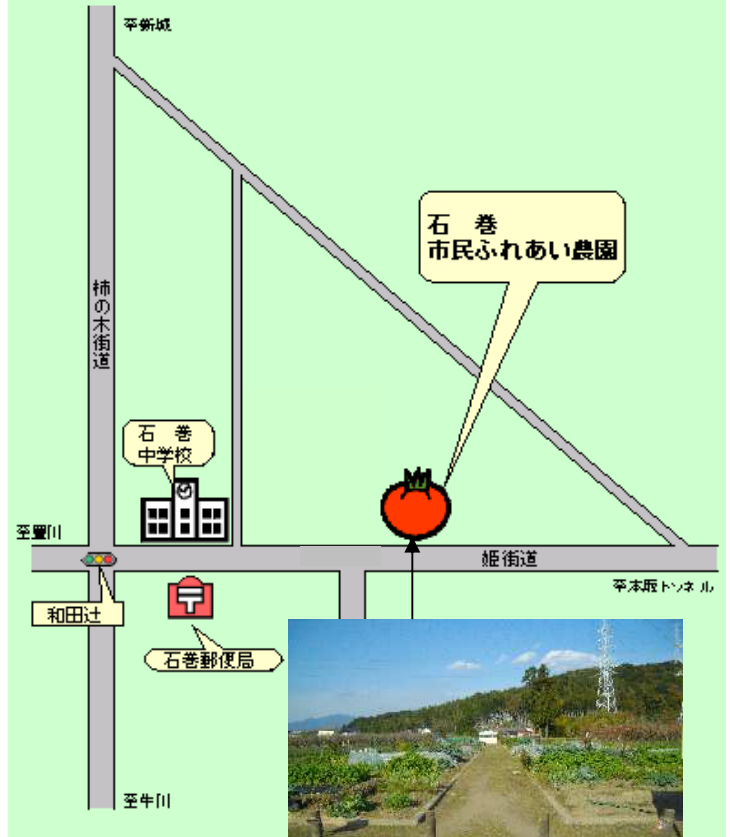 至新城
石 巻
市民ふれあい農園
柿の木街道
石 巻
中学校
至豊川
姫街道
至本坂トンネル
和田辻
石巻郵便局
至牛川